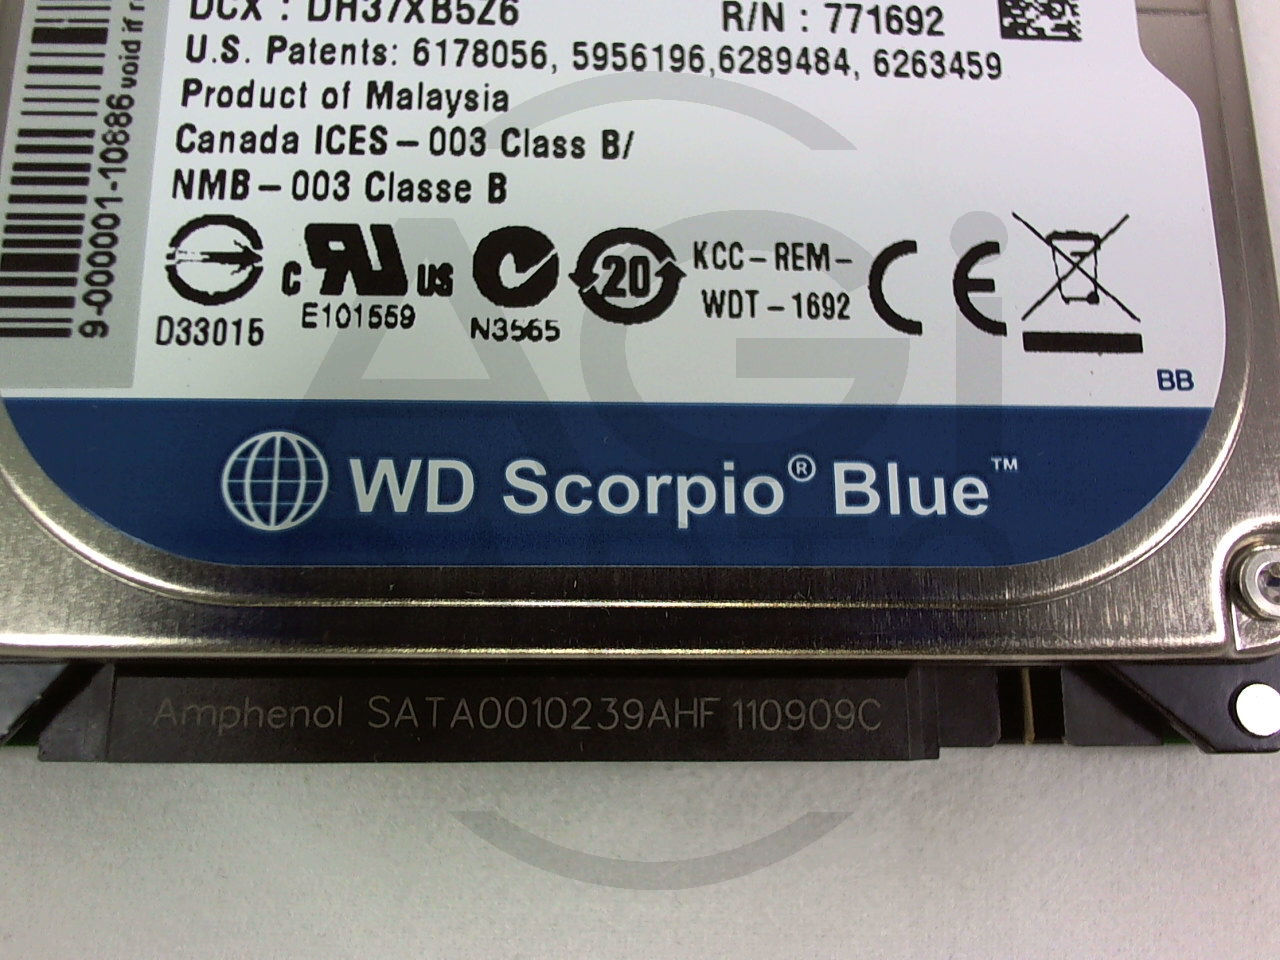 DCX : DH37XB5Z6
R/N : 771692
U.S. Patents: 6178056, 5956196,6289484, 6263459
Product of Malaysia
Canada ICES – 003 Class B/
NMB – 003 Classe B
9-000001-10886 void if r
C UL US
E101559
D33015
N3565
20
KCC – REM –
WDT – 1692
CE
BB
WD Scorpio® Blue™
Amphenol SATA0010239AHF 110909C
AGi